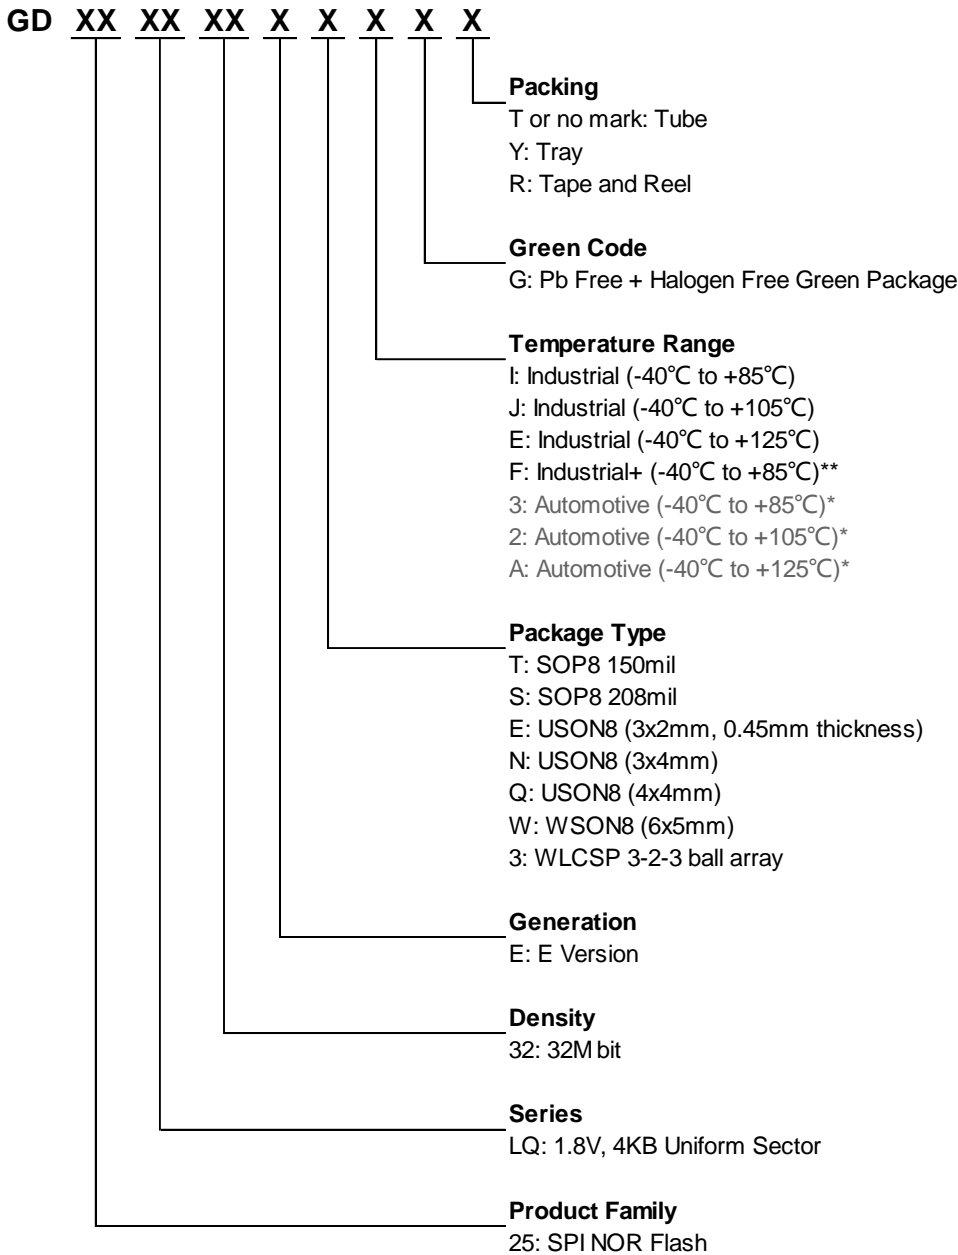 GD XX XX XX X X X X X
Packing
T or no mark: Tube
Y: Tray
R: Tape and Reel
Green Code
G: Pb Free + Halogen Free Green Package
Temperature Range
I: Industrial (-40℃ to +85℃)
J: Industrial (-40℃ to +105℃)
E: Industrial (-40℃ to +125℃)
F: Industrial+ (-40℃ to +85℃)**
3: Automotive (-40℃ to +85℃)*
2: Automotive (-40℃ to +105℃)*
A: Automotive (-40℃ to +125℃)*
Package Type
T: SOP8 150mil
S: SOP8 208mil
E: USON8 (3x2mm, 0.45mm thickness)
N: USON8 (3x4mm)
Q: USON8 (4x4mm)
W: WSON8 (6x5mm)
3: WLCSP 3-2-3 ball array
Generation
E: E Version
Density
32: 32M bit
Series
LQ: 1.8V, 4KB Uniform Sector
Product Family
25: SPI NOR Flash